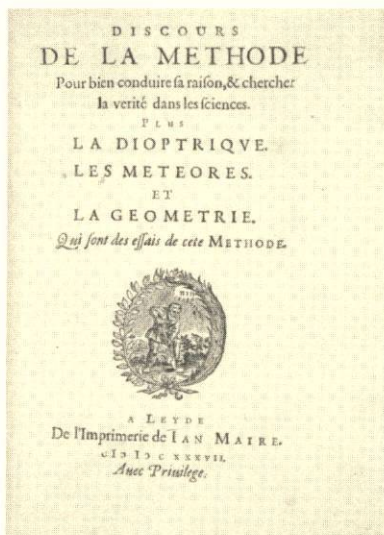 DISCOURS
DE LA METHODE
Pour bien conduire ſa raiſon, & chercher
la verité dans les ſciences.
PLUS
LA DIOPTRIQVE.
LES METEORES.
ET
LA GEOMETRIE.
Qui ſont des eſſais de cete METHODE.
A LEYDE
De l'Imprimerie de IAN MAIRE.
CIↃ IↃ C XXXVII.
Auec Priuilege.